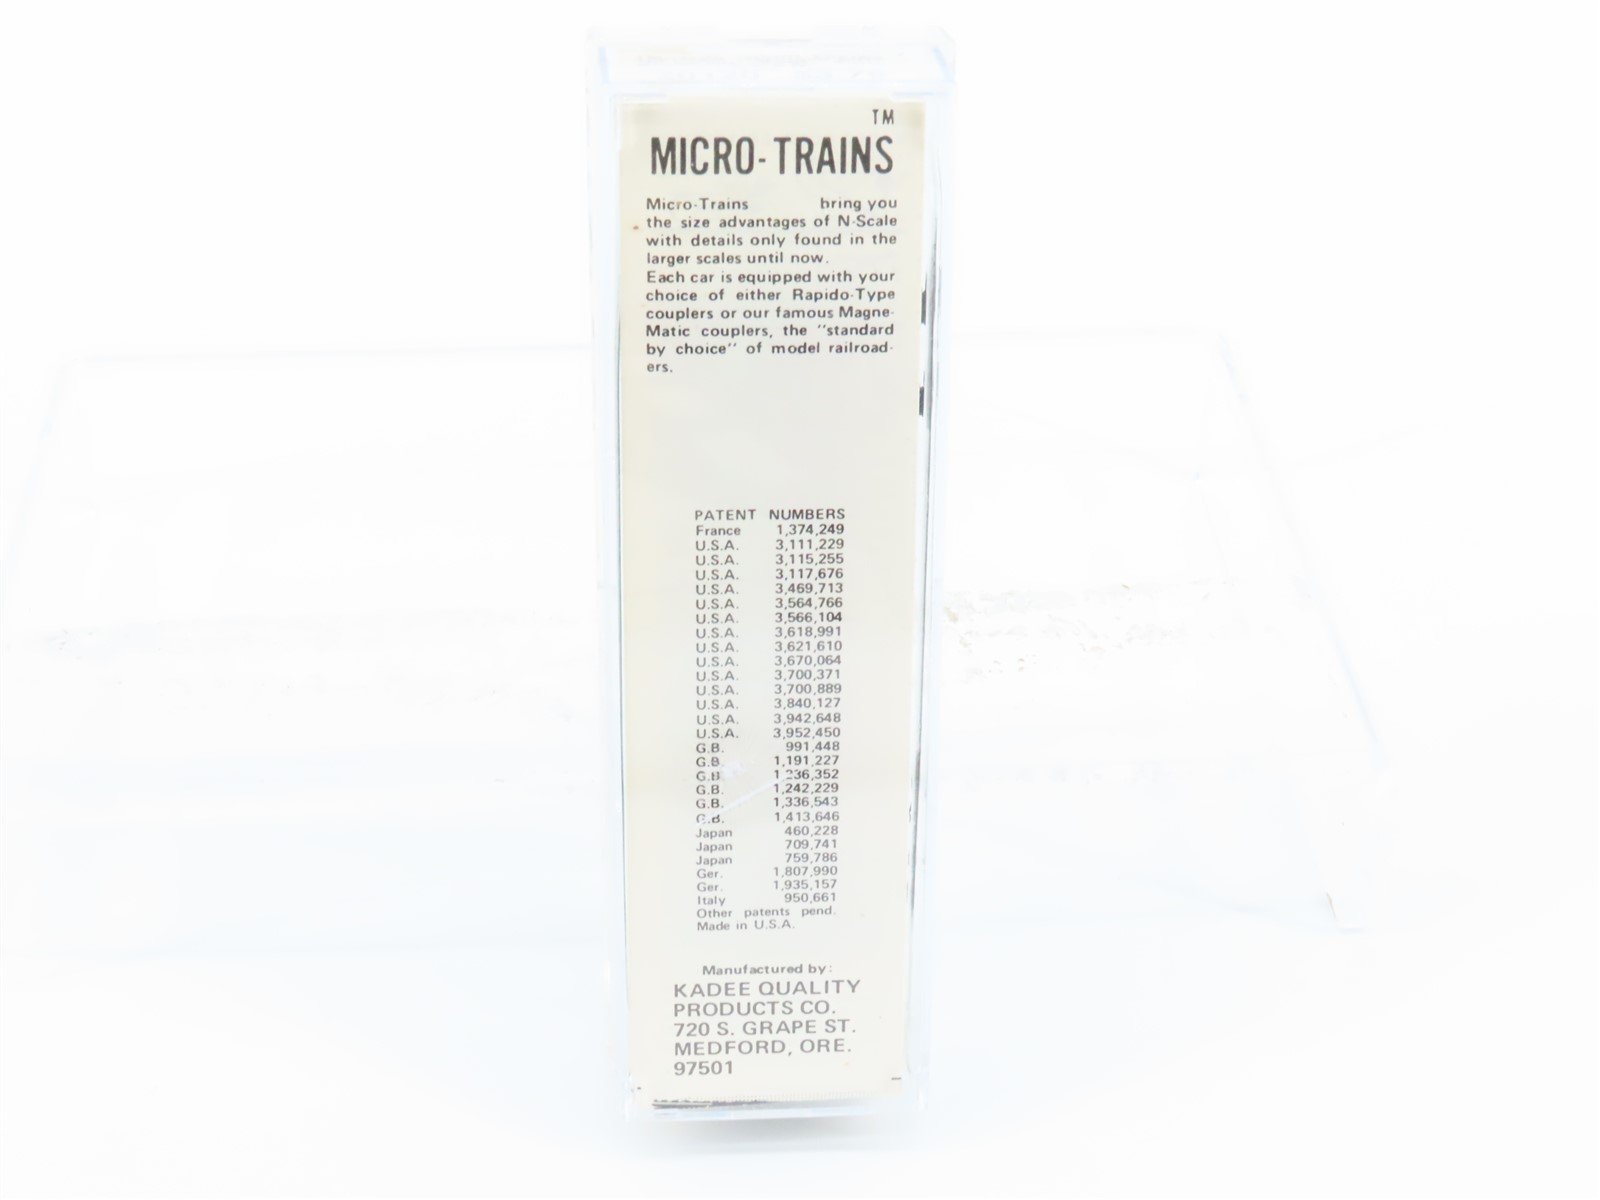 TM
MICRO-TRAINS
Micro-Trains bring you
the size advantages of N-Scale
with details only found in the
larger scales until now.
Each car is equipped with your
choice of either Rapido-Type
couplers or our famous Magne-
Matic couplers, the "standard
by choice" of model railroad-
ers.
PATENT NUMBERS
France 1,374,249
U.S.A. 3,111,229
U.S.A. 3,115,255
U.S.A. 3,117,676
U.S.A. 3,469,713
U.S.A. 3,564,766
U.S.A. 3,566,104
U.S.A. 3,618,991
U.S.A. 3,621,610
U.S.A. 3,670,064
U.S.A. 3,700,371
U.S.A. 3,700,889
U.S.A. 3,840,127
U.S.A. 3,942,648
U.S.A. 3,952,450
G.B. 991,448
G.B. 1,191,227
G.B. 1,236,352
G.B. 1,242,229
G.B. 1,336,543
G.B. 1,413,646
Japan 460,228
Japan 709,741
Japan 759,786
Ger. 1,807,990
Ger. 1,935,157
Italy 950,661
Other patents pend.
Made in U.S.A.
Manufactured by:
KADEE QUALITY
PRODUCTS CO.
720 S. GRAPE ST.
MEDFORD, ORE.
97501